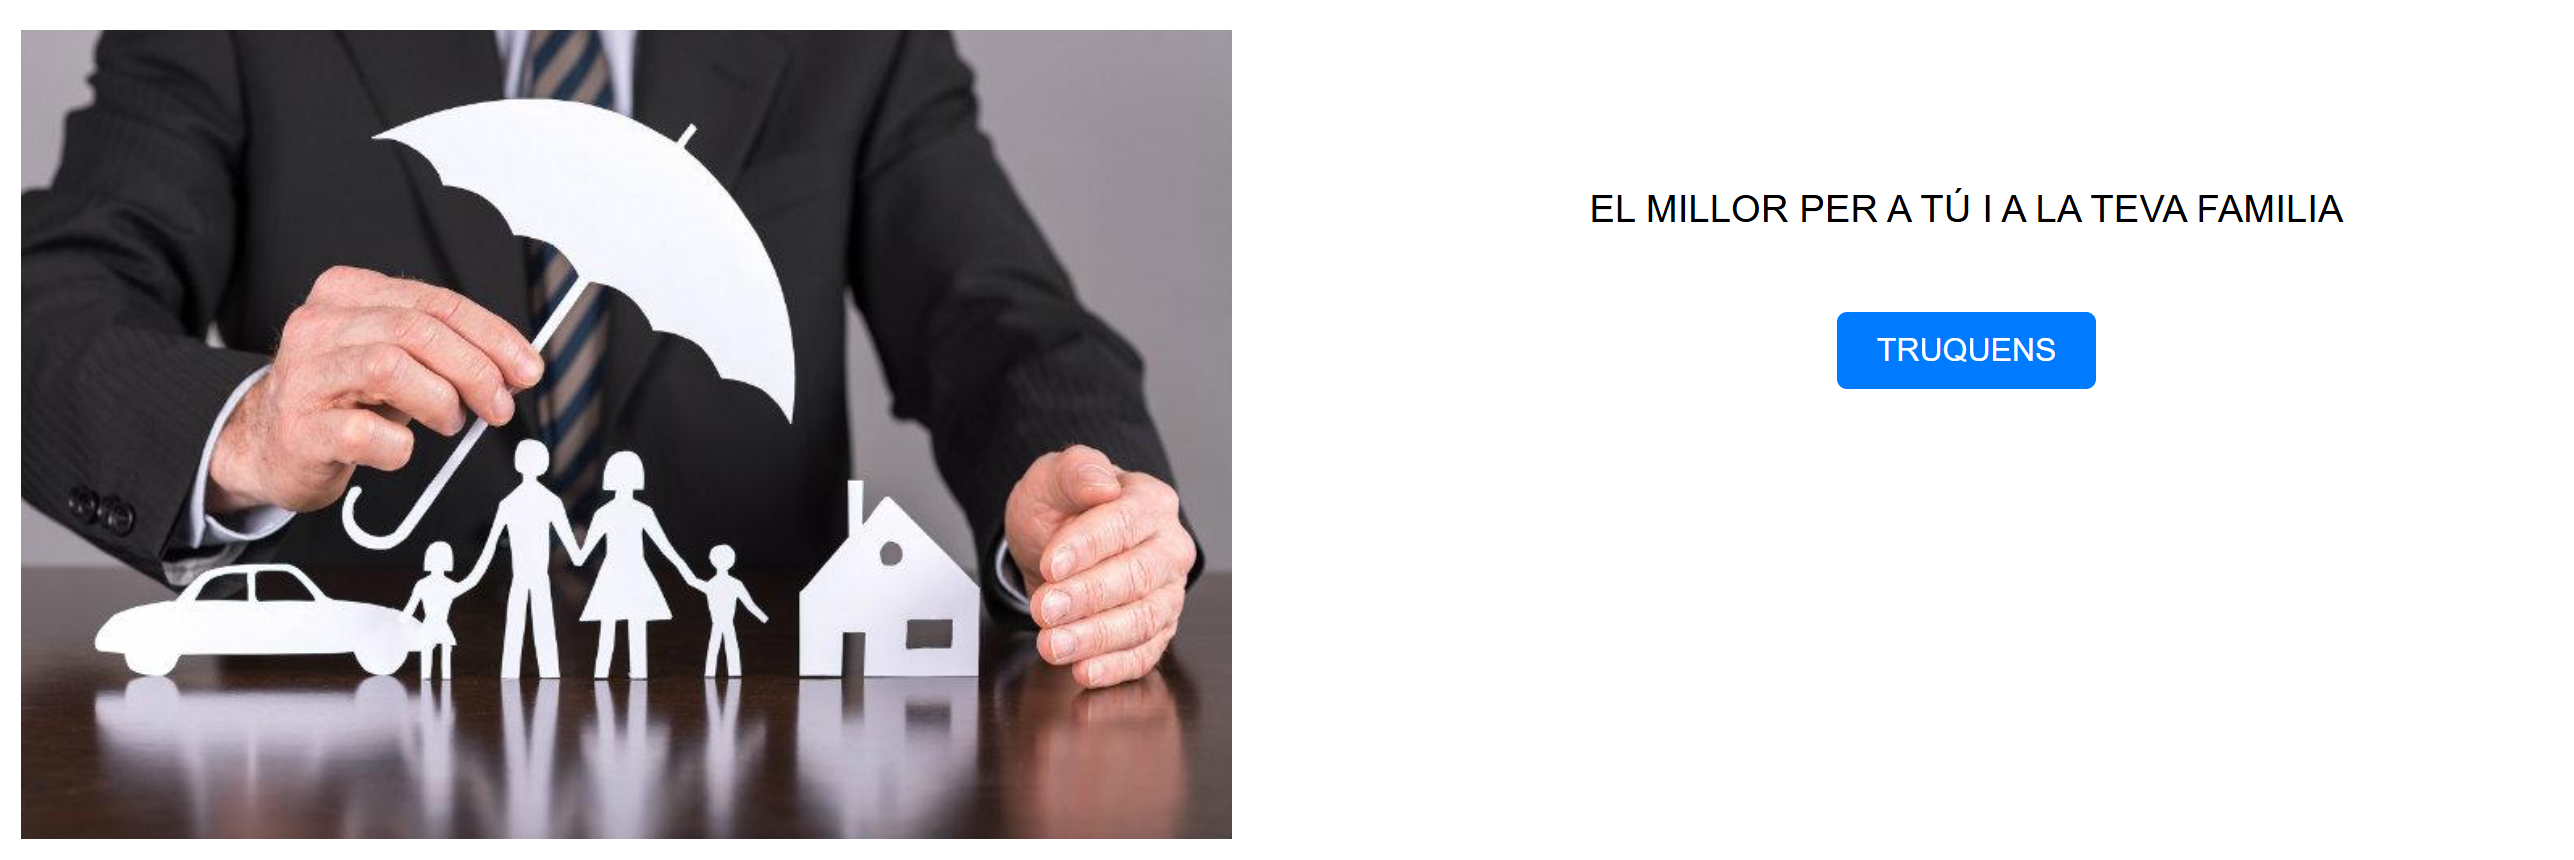 EL MILLOR PER A TÚ I A LA TEVA FAMILIA
TRUQUENS